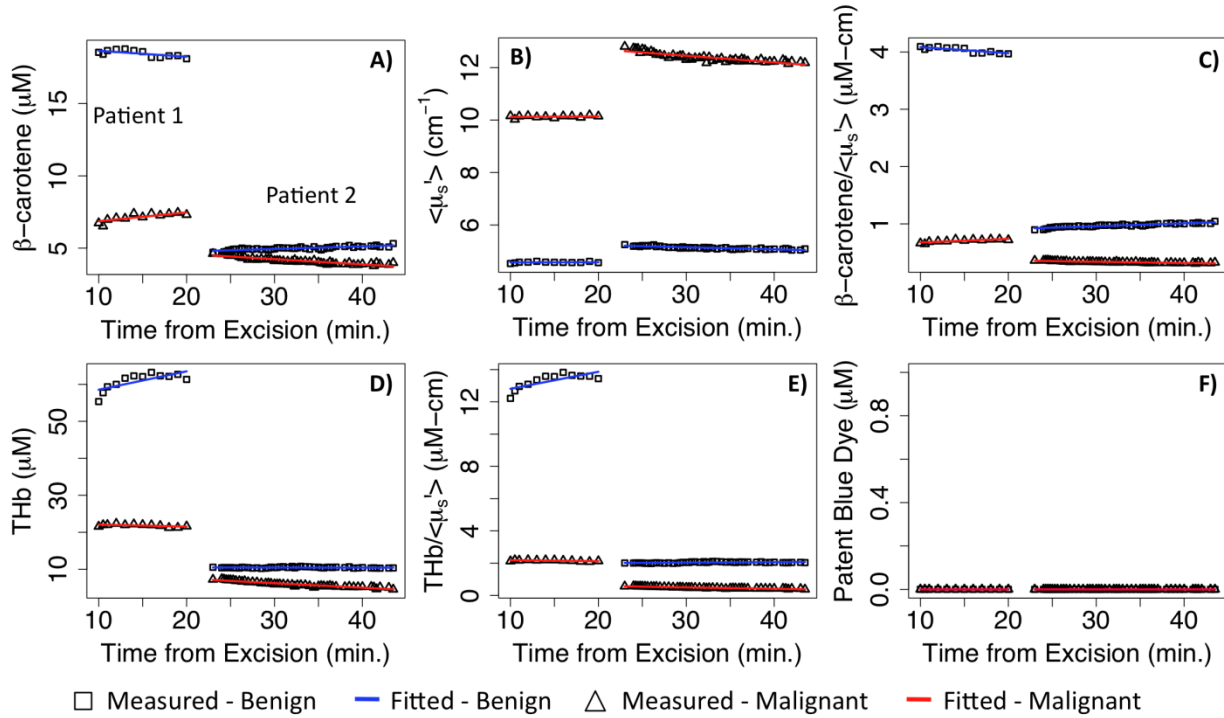 A)
β-carotene (μM)
5
10
15
Patient 1
Patient 2
10
20
30
40
Time from Excision (min.)
B)
<μs'> (cm⁻¹)
6
8
10
12
10
20
30
40
Time from Excision (min.)
C)
β-carotene/<μs'> (μM-cm)
0
1
2
3
4
10
20
30
40
Time from Excision (min.)
D)
THb (μM)
10
30
50
10
20
30
40
Time from Excision (min.)
E)
THb/<μs'> (μM-cm)
0
4
8
12
10
20
30
40
Time from Excision (min.)
F)
Patent Blue Dye (μM)
0.0
0.4
0.8
10
20
30
40
Time from Excision (min.)
Measured - Benign Fitted - Benign Measured - Malignant Fitted - Malignant